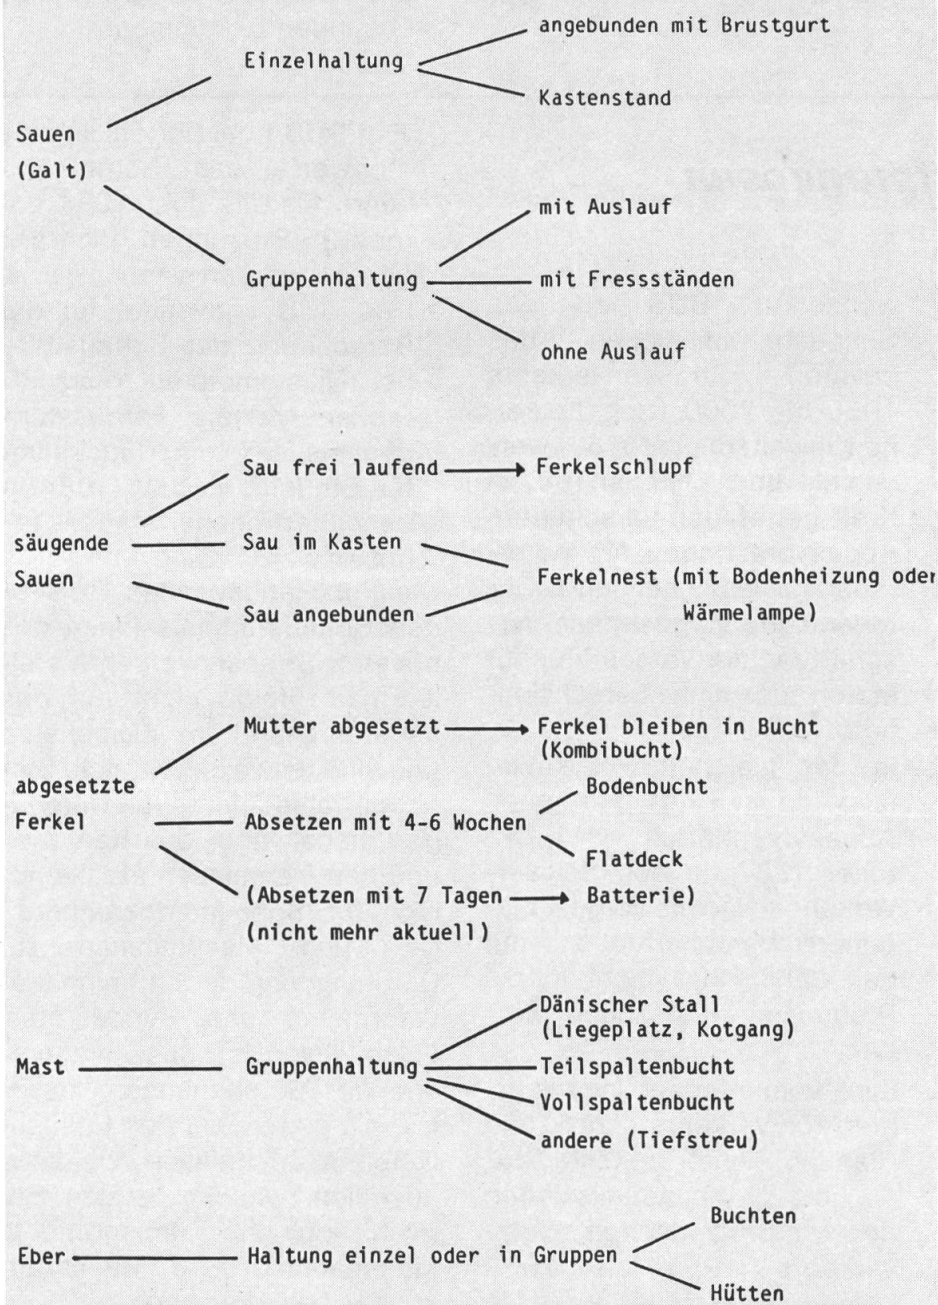 angebunden mit Brustgurt
Einzelhaltung
Kastenstand
Sauen
(Galt)
mit Auslauf
Gruppenhaltung
mit Fressständen
ohne Auslauf
Sau frei laufend
Ferkelschlupf
säugende
Sau im Kasten
Sauen
Ferkelnest (mit Bodenheizung oder
Sau angebunden
Wärmelampe)
Mutter abgesetzt
Ferkel bleiben in Bucht
(Kombibucht)
abgesetzte
Bodenbucht
Ferkel
Absetzen mit 4-6 Wochen
Flatdeck
(Absetzen mit 7 Tagen
Batterie)
(nicht mehr aktuell)
Dänischer Stall
(Liegeplatz, Kotgang)
Mast
Gruppenhaltung
Teilspaltenbucht
Vollspaltenbucht
andere (Tiefstreu)
Buchten
Eber
Haltung einzel oder in Gruppen
Hütten